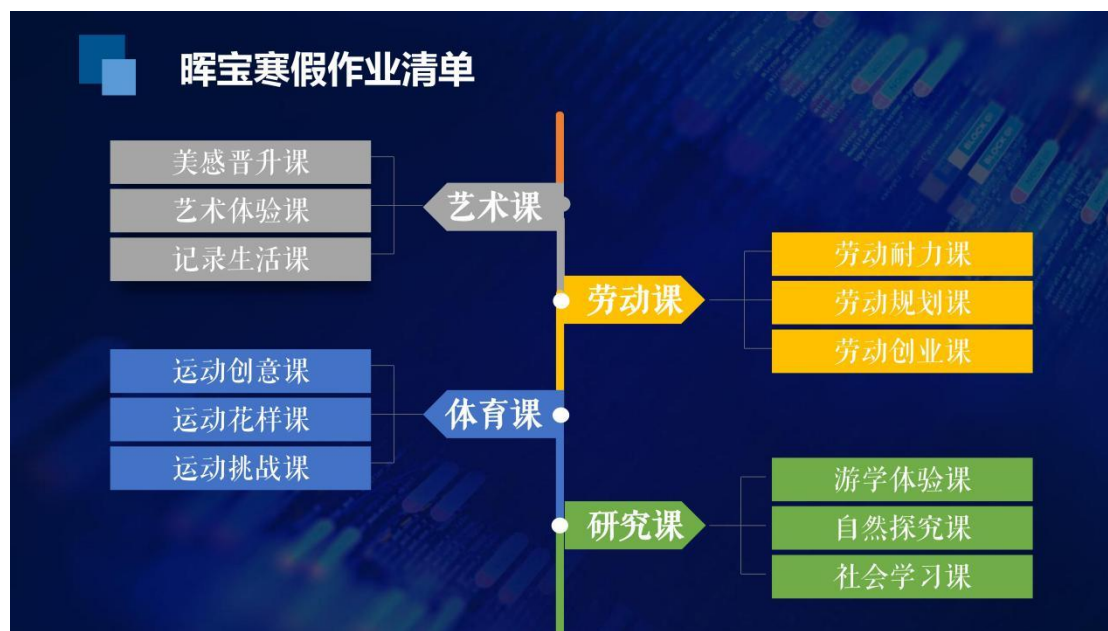 晖宝寒假作业清单
美感晋升课
艺术体验课
记录生活课
艺术课
劳动课
劳动耐力课
劳动规划课
劳动创业课
运动创意课
运动花样课
运动挑战课
体育课
研究课
游学体验课
自然探究课
社会学习课